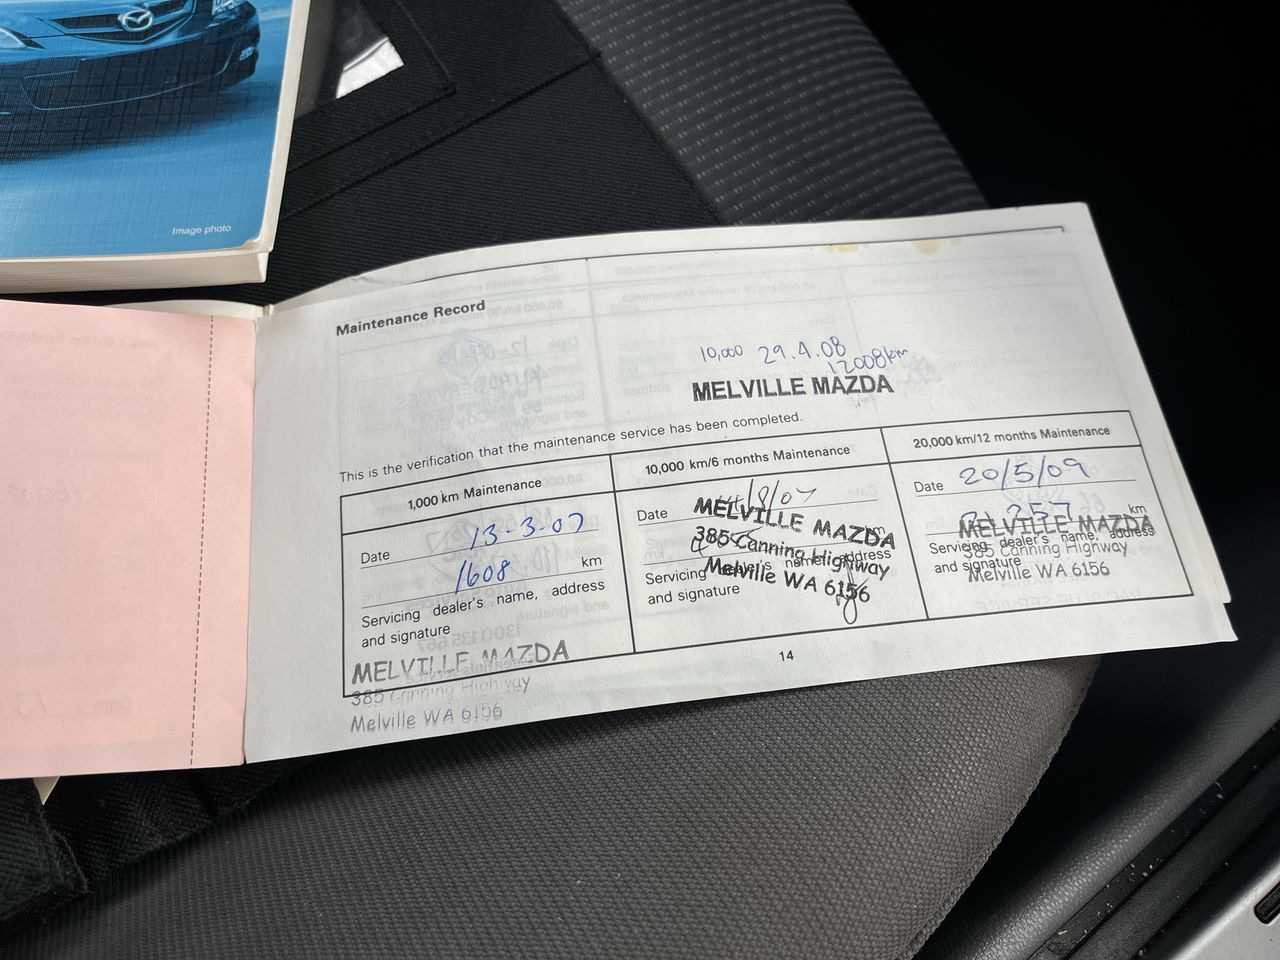 Image photo
Maintenance Record
10,000 29.4.08
12008km
MELVILLE MAZDA
This is the verification that the maintenance service has been completed.
1,000 km Maintenance
Date 13-3-07
1608 km
Servicing dealer's name, address
and signature
MELVILLE MAZDA
385 Canning Highway
Melville WA 6156
10,000 km/6 months Maintenance
Date /8/07
km
MELVILLE MAZDA
385 Canning Highway
Melville WA 6156
Servicing dealer's name, address
and signature
20,000 km/12 months Maintenance
Date 20/5/09
21257 km
MELVILLE MAZDA
385 Canning Highway
Melville WA 6156
Servicing dealer's name, address
and signature
14